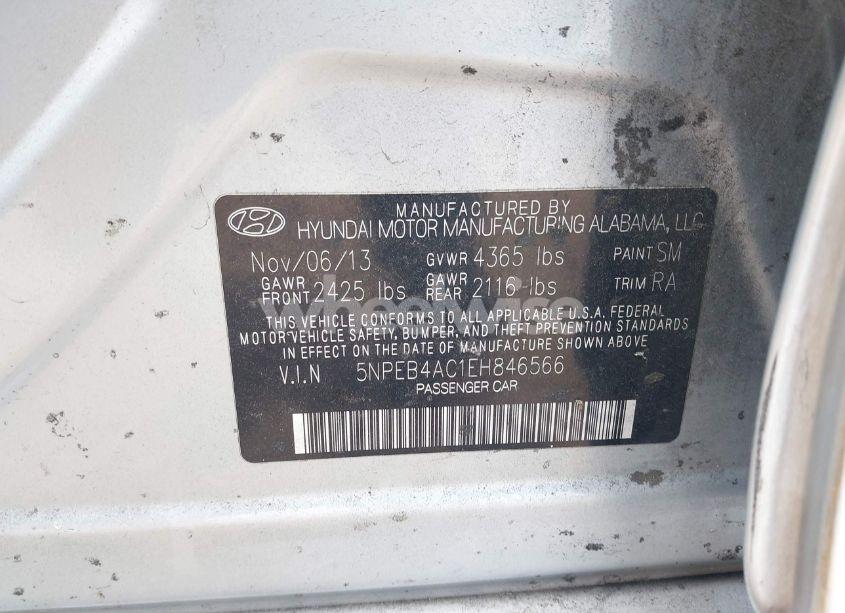 MANUFACTURED BY
HYUNDAI MOTOR MANUFACTURING ALABAMA, LLC
Nov/06/13 GVWR 4365 lbs PAINT SM
GAWR FRONT 2425 lbs GAWR REAR 2116 lbs TRIM RA
THIS VEHICLE CONFORMS TO ALL APPLICABLE U.S.A. FEDERAL
MOTOR VEHICLE SAFETY, BUMPER, AND THEFT PREVENTION STANDARDS
IN EFFECT ON THE DATE OF MANUFACTURE SHOWN ABOVE.
V.I.N 5NPEB4AC1EH846566
PASSENGER CAR